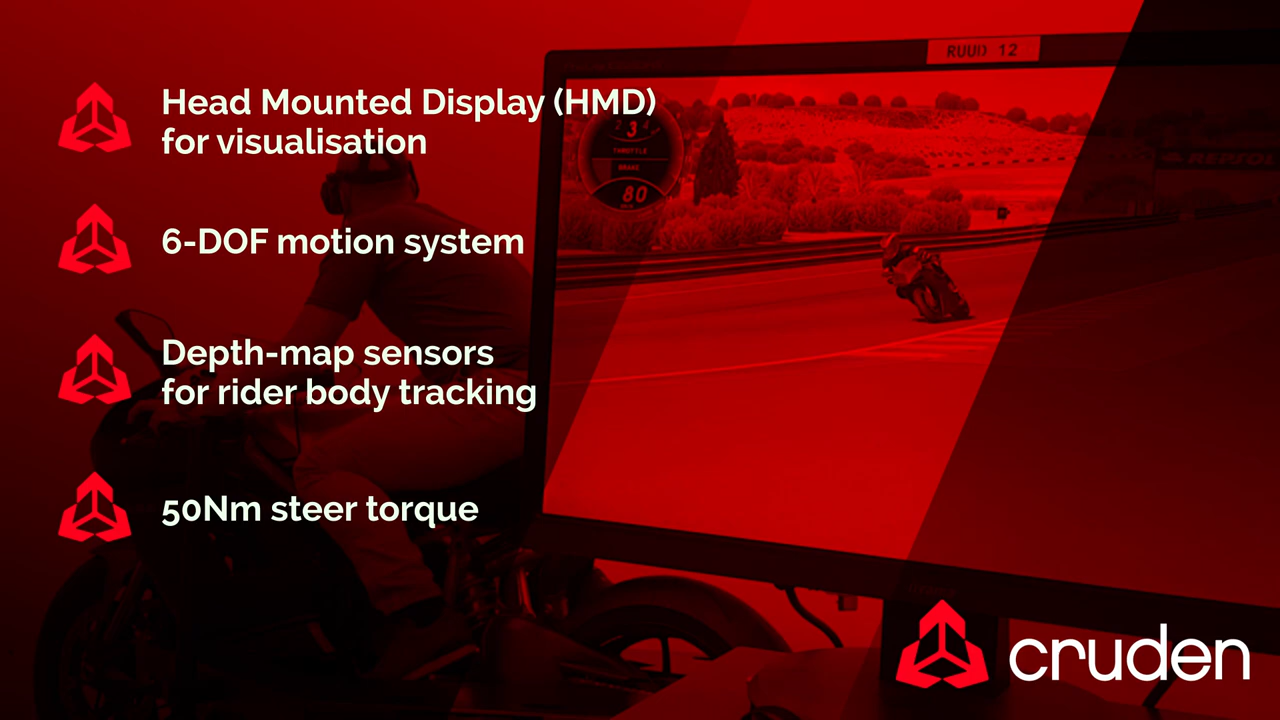 Head Mounted Display (HMD)
for visualisation
6-DOF motion system
Depth-map sensors
for rider body tracking
50Nm steer torque
RUUD 12
3
THROTTLE
BRAKE
80
REPSOL
cruden